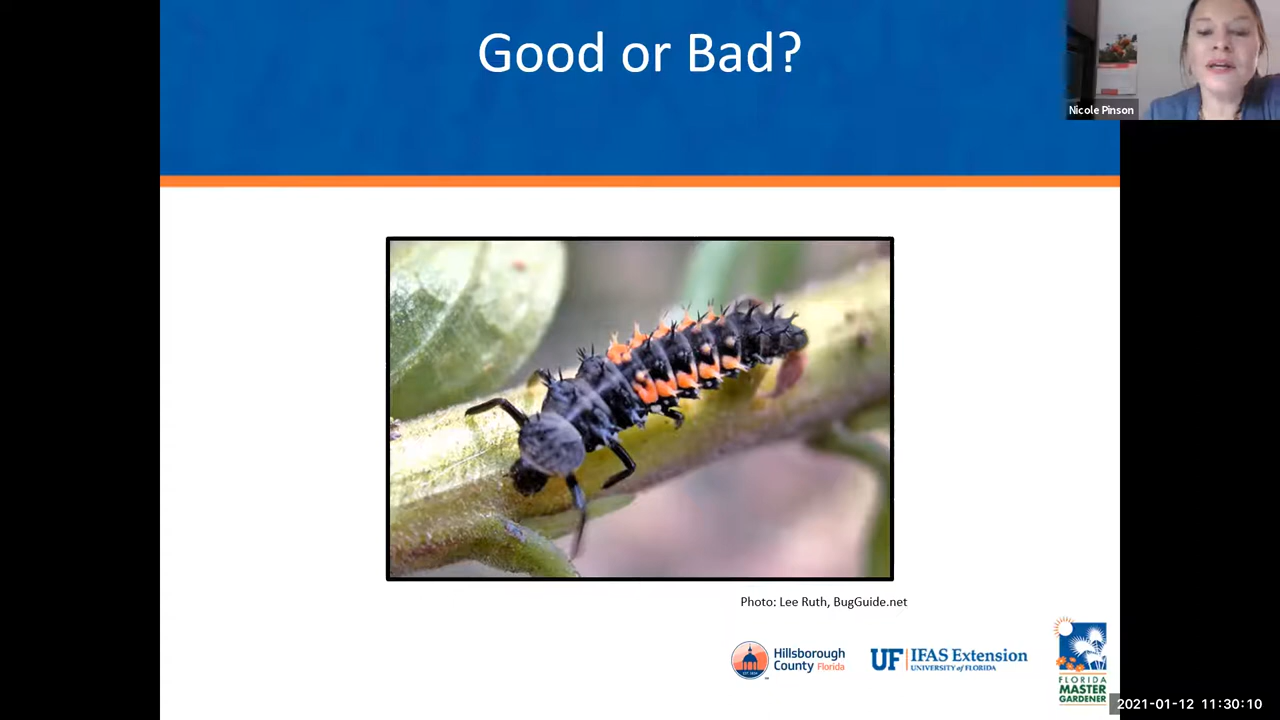 Good or Bad?
Nicole Pinson
Photo: Lee Ruth, BugGuide.net
Hillsborough
County Florida
UF IFAS Extension
UNIVERSITY of FLORIDA
FLORIDA
MASTER
GARDENER
2021-01-12 11:30:10